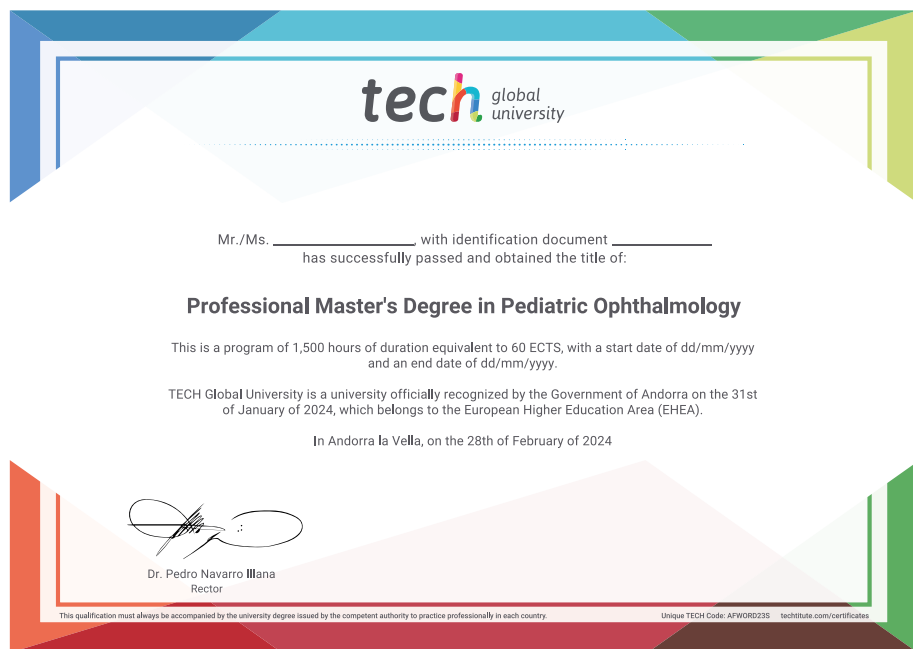 tech global
university
Mr./Ms. ____________, with identification document ____________
has successfully passed and obtained the title of:
Professional Master's Degree in Pediatric Ophthalmology
This is a program of 1,500 hours of duration equivalent to 60 ECTS, with a start date of dd/mm/yyyy
and an end date of dd/mm/yyyy.
TECH Global University is a university officially recognized by the Government of Andorra on the 31st
of January of 2024, which belongs to the European Higher Education Area (EHEA).
In Andorra la Vella, on the 28th of February of 2024
Dr. Pedro Navarro Illana
Rector
This qualification must always be accompanied by the university degree issued by the competent authority to practice professionally in each country.
Unique TECH Code: AFWORD23S techtitute.com/certificates